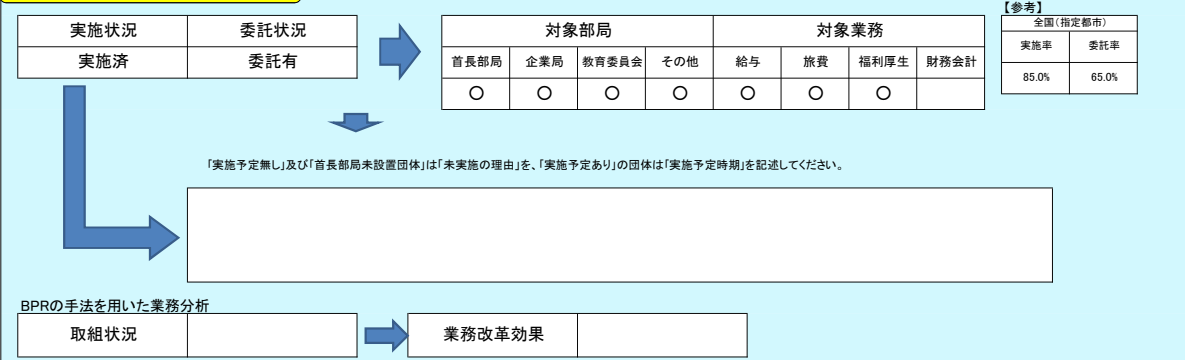 【参考】
実施状況 委託状況
実施済 委託有
対象部局 対象業務
首長部局 企業局 教育委員会 その他 給与 旅費 福利厚生 財務会計
○ ○ ○ ○ ○ ○ ○
全国(指定都市)
実施率 委託率
85.0% 65.0%
「実施予定無し」及び「首長部局未設置団体」は「未実施の理由」を、「実施予定あり」の団体は「実施予定時期」を記述してください。
BPRの手法を用いた業務分析
取組状況 業務改革効果